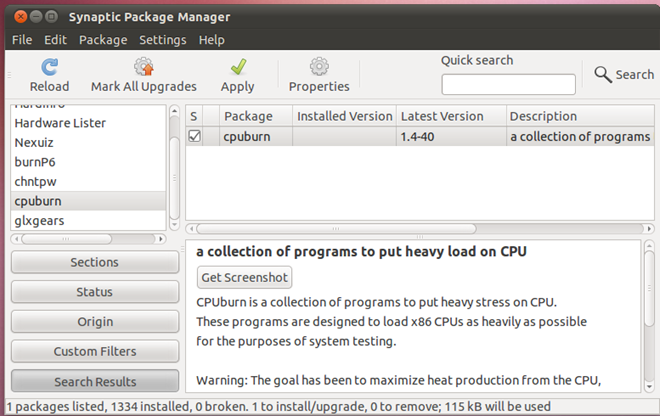 Synaptic Package Manager
File Edit Package Settings Help
Reload
Mark All Upgrades
Apply
Properties
Quick search
Search
HardInfo
Hardware Lister
Nexuiz
burnP6
chntpw
cpuburn
glxgears
S Package Installed Version Latest Version Description
cpuburn 1.4-40 a collection of programs
Sections
Status
Origin
Custom Filters
Search Results
a collection of programs to put heavy load on CPU
Get Screenshot
CPUburn is a collection of programs to put heavy stress on CPU.
These programs are designed to load x86 CPUs as heavily as possible
for the purposes of system testing.
Warning: The goal has been to maximize heat production from the CPU,
1 packages listed, 1334 installed, 0 broken. 1 to install/upgrade, 0 to remove; 115 kB will be used